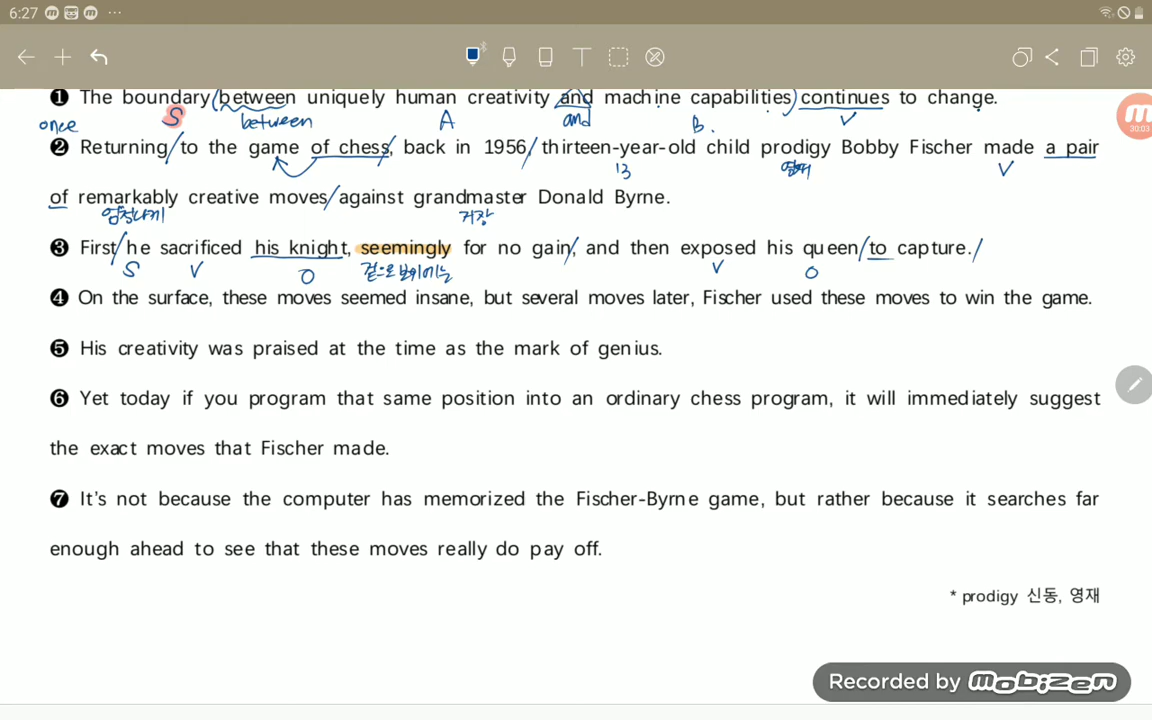 6:27
❶ The boundary (between uniquely human creativity and machine capabilities) continues to change.
once S between A and B. V
❷ Returning / to the game of chess / back in 1956, / thirteen-year-old child prodigy Bobby Fischer made a pair
13 영재 V
of remarkably creative moves / against grandmaster Donald Byrne.
엄청나게 거장
❸ First / he sacrificed his knight, seemingly for no gain /, and then exposed his queen / to capture. /
S V O 겉으로 보기에는 V O
❹ On the surface, these moves seemed insane, but several moves later, Fischer used these moves to win the game.
❺ His creativity was praised at the time as the mark of genius.
❻ Yet today if you program that same position into an ordinary chess program, it will immediately suggest
the exact moves that Fischer made.
❼ It's not because the computer has memorized the Fischer-Byrne game, but rather because it searches far
enough ahead to see that these moves really do pay off.
* prodigy 신동, 영재
30:03
Recorded by mobizen